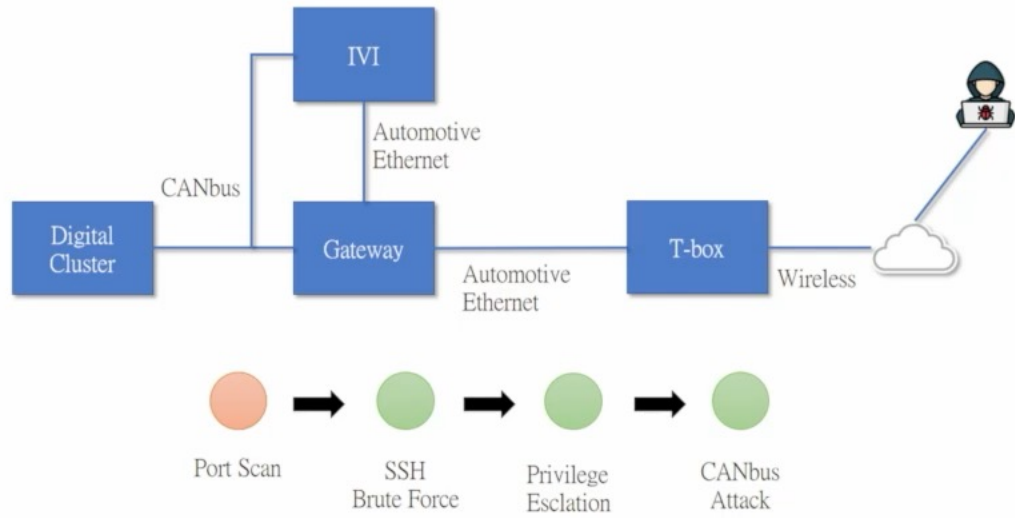 IVI
Automotive
Ethernet
CANbus
Digital
Cluster
Gateway
T-box
Automotive
Ethernet
Wireless
Port Scan
SSH
Brute Force
Privilege
Esclation
CANbus
Attack